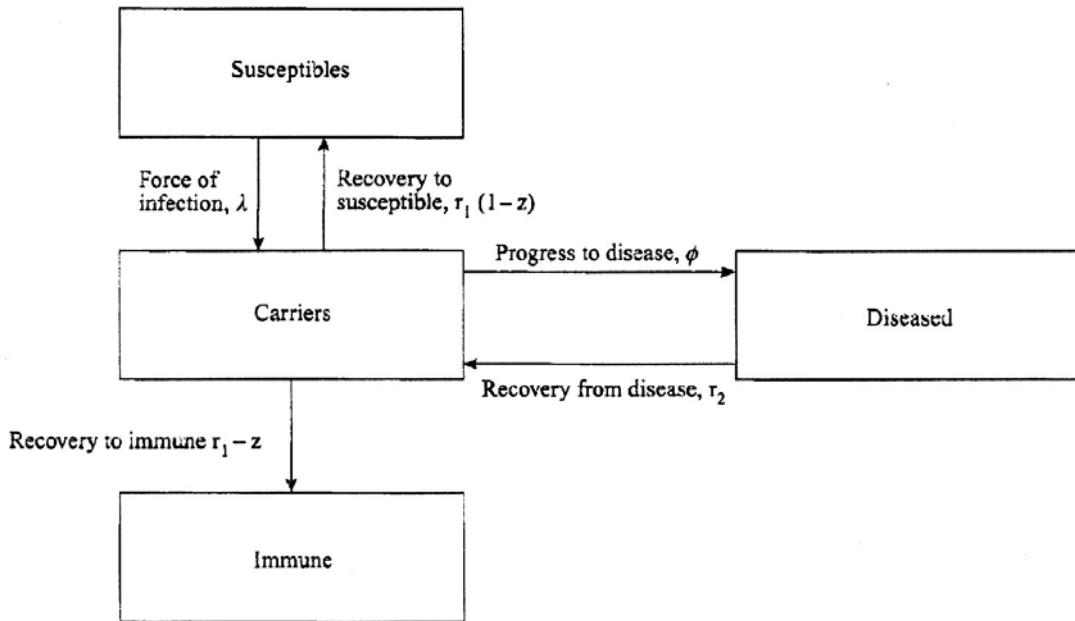 Susceptibles
Force of
infection, λ
Recovery to
susceptible, r₁ (1 – z)
Progress to disease, ϕ
Carriers
Diseased
Recovery from disease, r₂
Recovery to immune r₁ – z
Immune